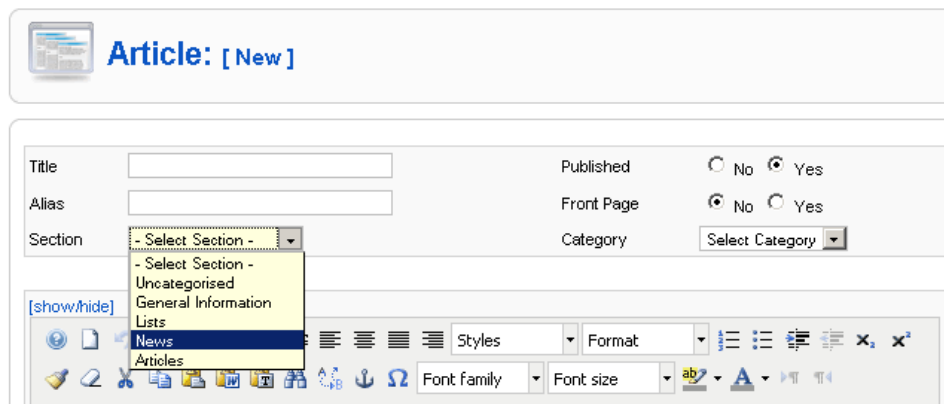 Article: [ New ]
Title
Published No Yes
Alias
Front Page No Yes
Section - Select Section -
Category Select Category
- Select Section -
Uncategorised
General Information
Lists
News
Articles
[show/hide]
Styles Format
Font family Font size